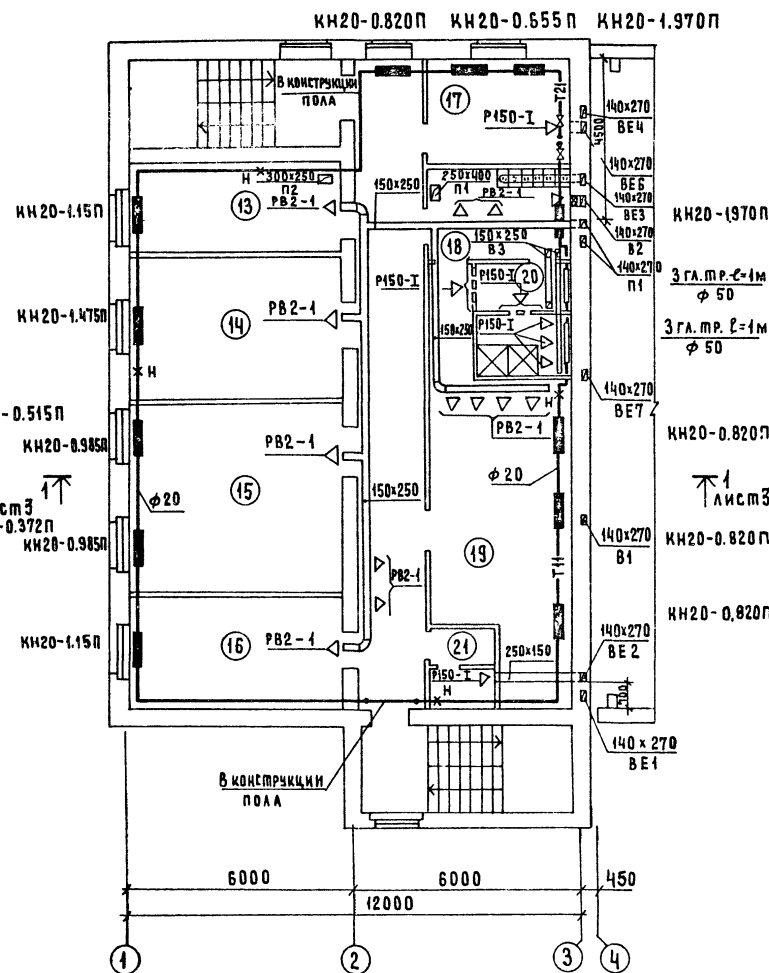 КН20-0.820П КН20-0.655П КН20-1.970П
В КОНСТРУКЦИИ
ПОЛА
17
Т21
Р150-I
140х270
ВЕ4
4500
Н
300х250
П2
150х250
250х400
П1
РВ2-1
140х270
ВЕ6
140х270
ВЕ3
КН20-1.15П
13
РВ2-1
КН20-1,970П
140х270
В2
18
150х250
В3
140х270
П1
Р150-I
Р150-I
20
3 гл. тр. ℓ=1м
ф 50
КН20-1.475П
14
РВ2-1
Р150-I
150х250
3 гл. тр. ℓ=1м
ф 50
Н
Н
140х270
ВЕ7
-0.515П
РВ2-1
КН20-0.820П
КН20-0.985П
РВ2-1
1
15
150х250
ф 20
ф 20
1
лист3
ст3
-0.372П
КН20-0.985П
19
140х270
В1
КН20-0.820П
РВ2-1
Т11
КН20-0,820П
КН20-1.15П
16
РВ2-1
21
250х150
140х270
ВЕ2
Р150-I
Н
700
140 х 270
ВЕ1
В КОНСТРУКЦИИ
ПОЛА
6000 6000 450
12000
1 2 3 4